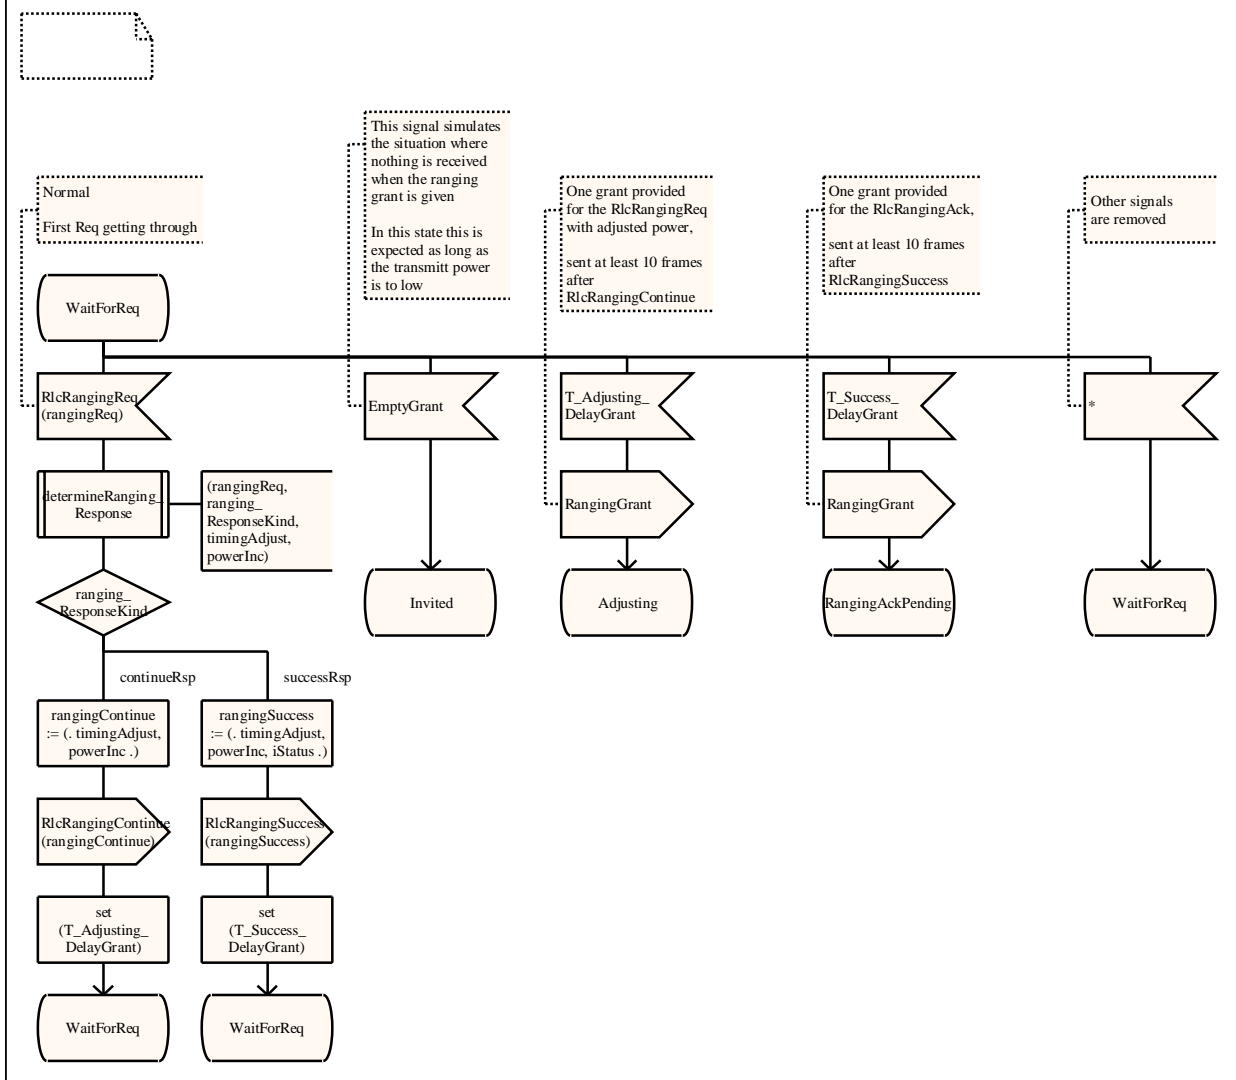 This signal simulates
the situation where
nothing is received
when the ranging
grant is given
In this state this is
expected as long as
the transmitt power
is to low
Normal
First Req getting through
One grant provided
for the RlcRangingReq
with adjusted power,
sent at least 10 frames
after
RlcRangingContinue
One grant provided
for the RlcRangingAck,
sent at least 10 frames
after
RlcRangingSuccess
Other signals
are removed
WaitForReq
RlcRangingReq
(rangingReq)
EmptyGrant
T_Adjusting_
DelayGrant
T_Success_
DelayGrant
*
determineRanging_
Response
(rangingReq,
ranging_
ResponseKind,
timingAdjust,
powerInc)
RangingGrant
RangingGrant
ranging_
ResponseKind
Invited
Adjusting
RangingAckPending
WaitForReq
continueRsp
successRsp
rangingContinue
:= (. timingAdjust,
powerInc .)
rangingSuccess
:= (. timingAdjust,
powerInc, iStatus .)
RlcRangingContinue
(rangingContinue)
RlcRangingSuccess
(rangingSuccess)
set
(T_Adjusting_
DelayGrant)
set
(T_Success_
DelayGrant)
WaitForReq
WaitForReq